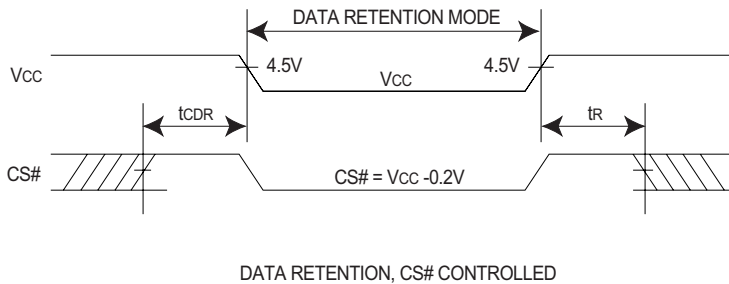 DATA RETENTION MODE
4.5V
4.5V
Vcc
Vcc
tCDR
tR
CS#
CS# = Vcc -0.2V
DATA RETENTION, CS# CONTROLLED